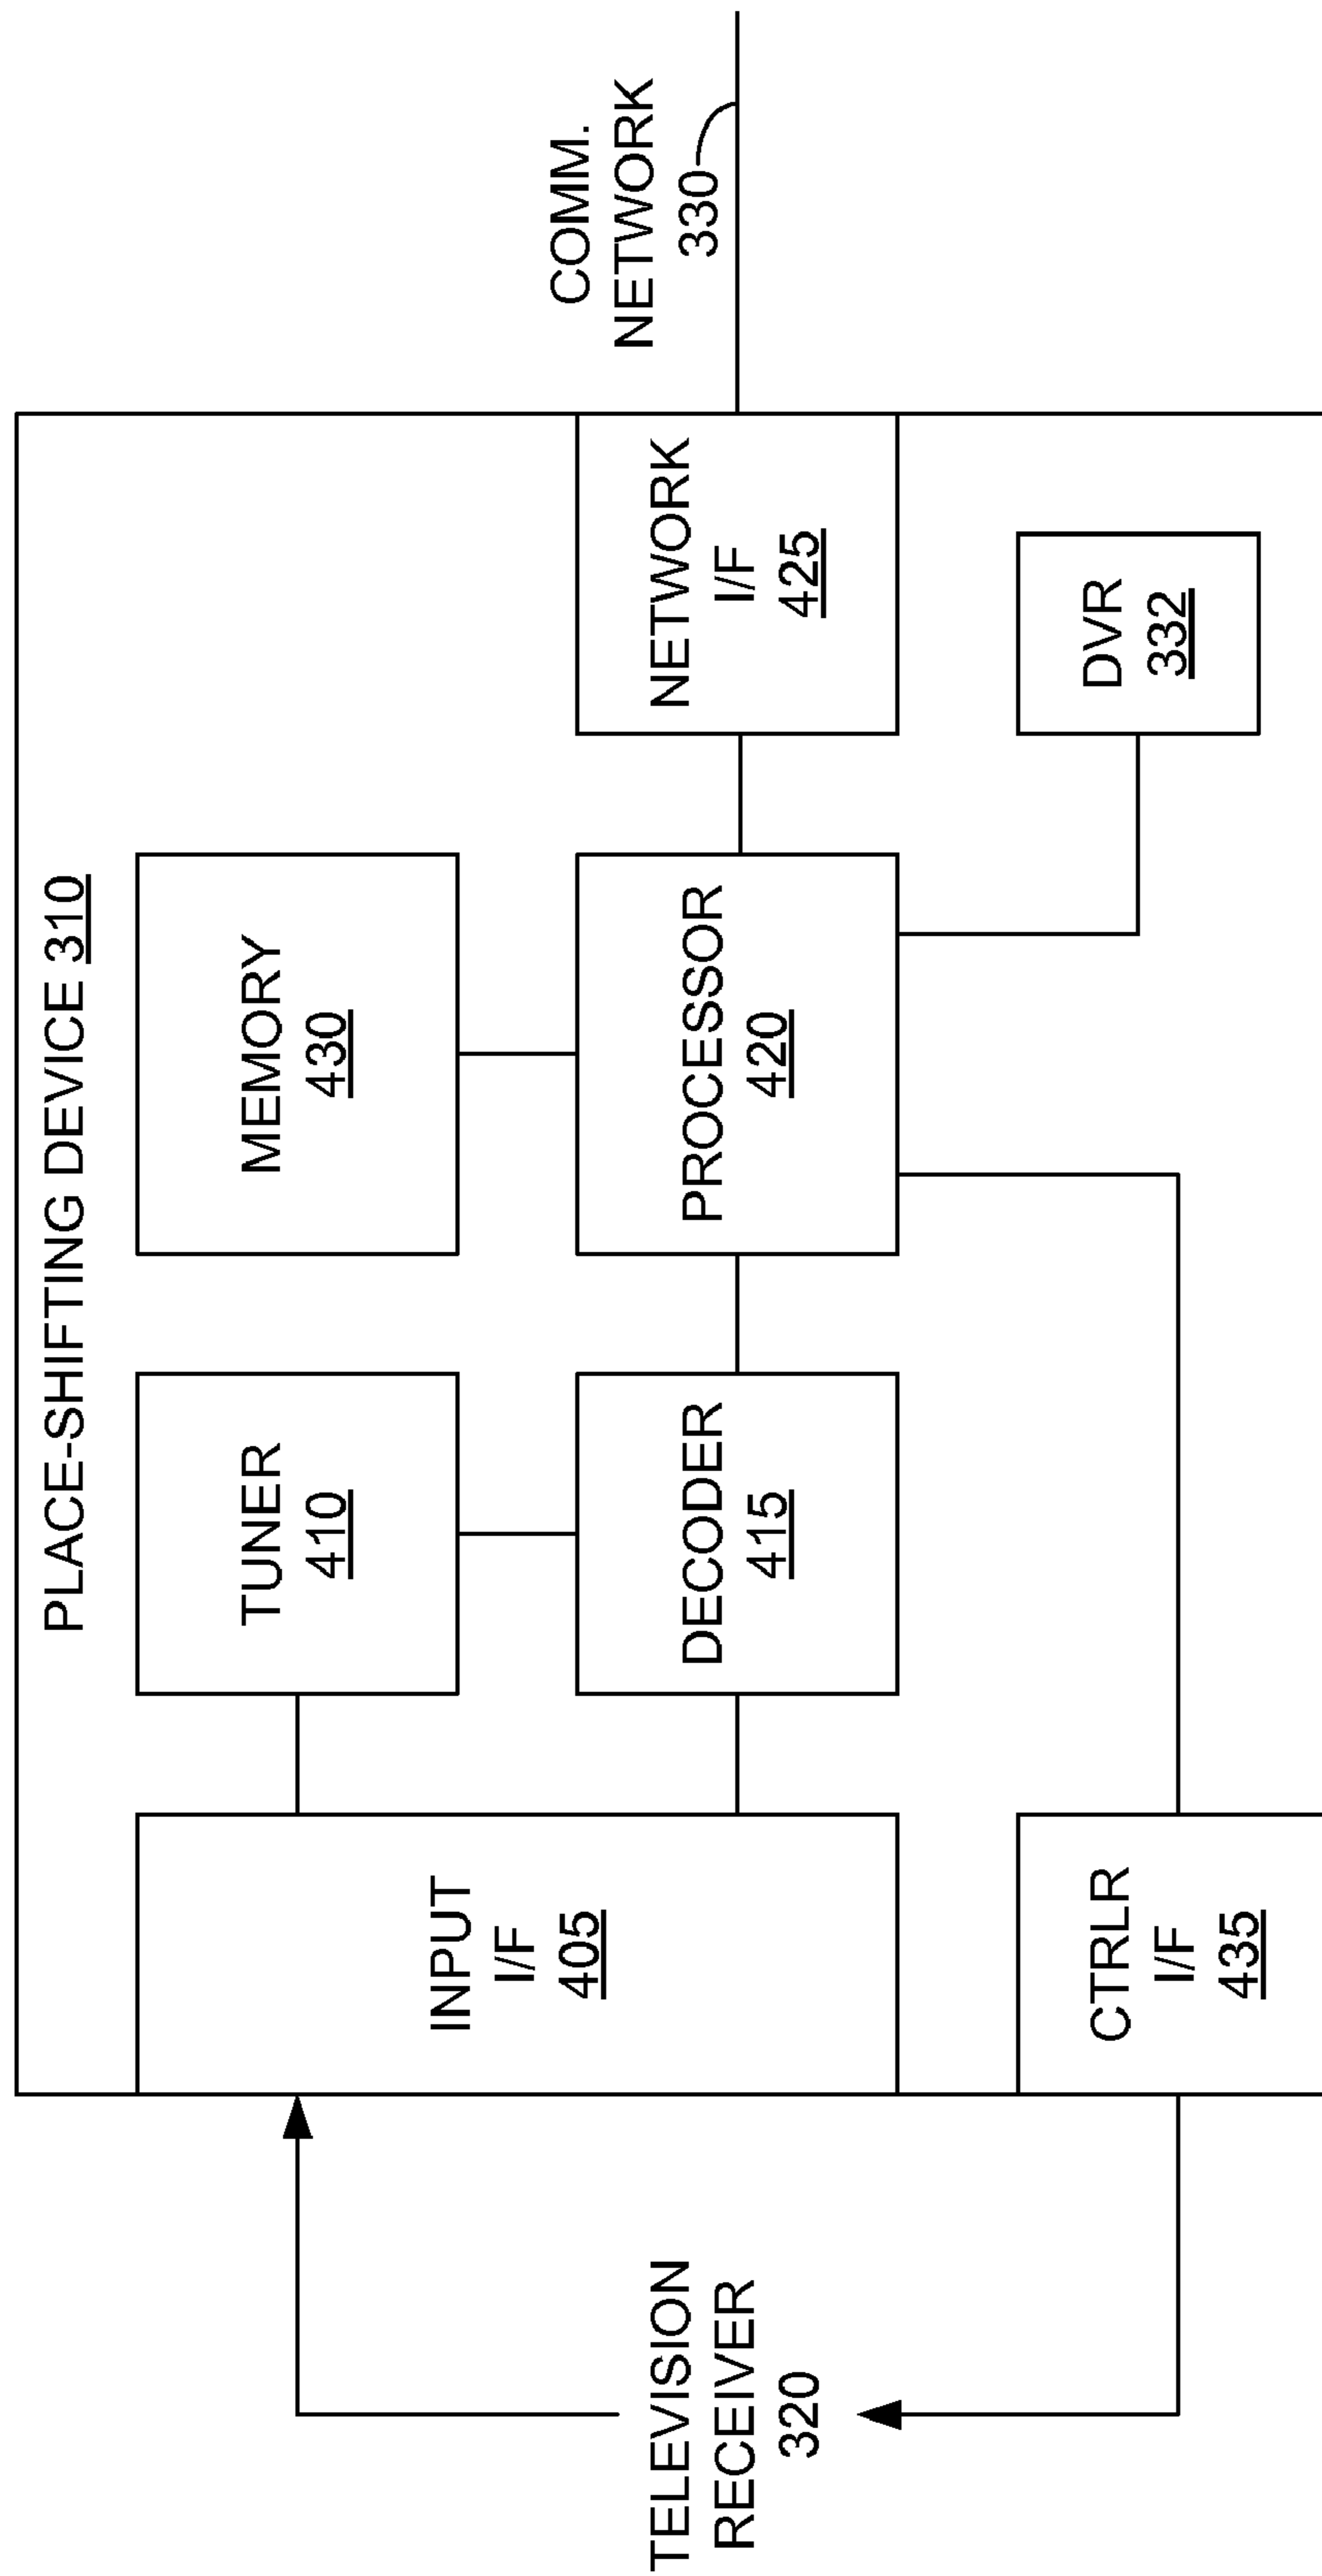 PLACE-SHIFTING DEVICE 310
TELEVISION
RECEIVER
320
INPUT
I/F
405
TUNER
410
MEMORY
430
DECODER
415
PROCESSOR
420
NETWORK
I/F
425
COMM.
NETWORK
330
CTRLR
I/F
435
DVR
332